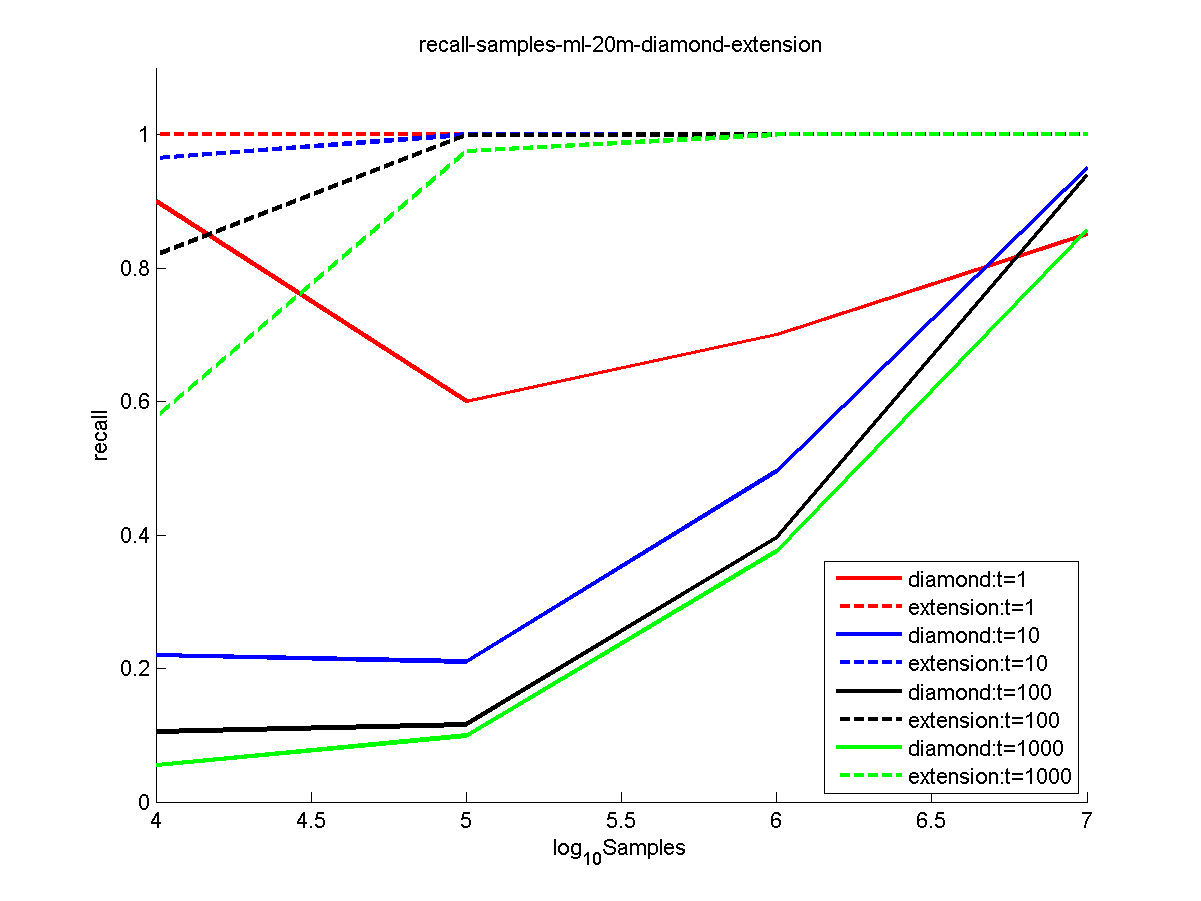 recall-samples-ml-20m-diamond-extension
1
0.8
0.6
0.4
0.2
0
recall
4 4.5 5 5.5 6 6.5 7
log10Samples
diamond:t=1
extension:t=1
diamond:t=10
extension:t=10
diamond:t=100
extension:t=100
diamond:t=1000
extension:t=1000